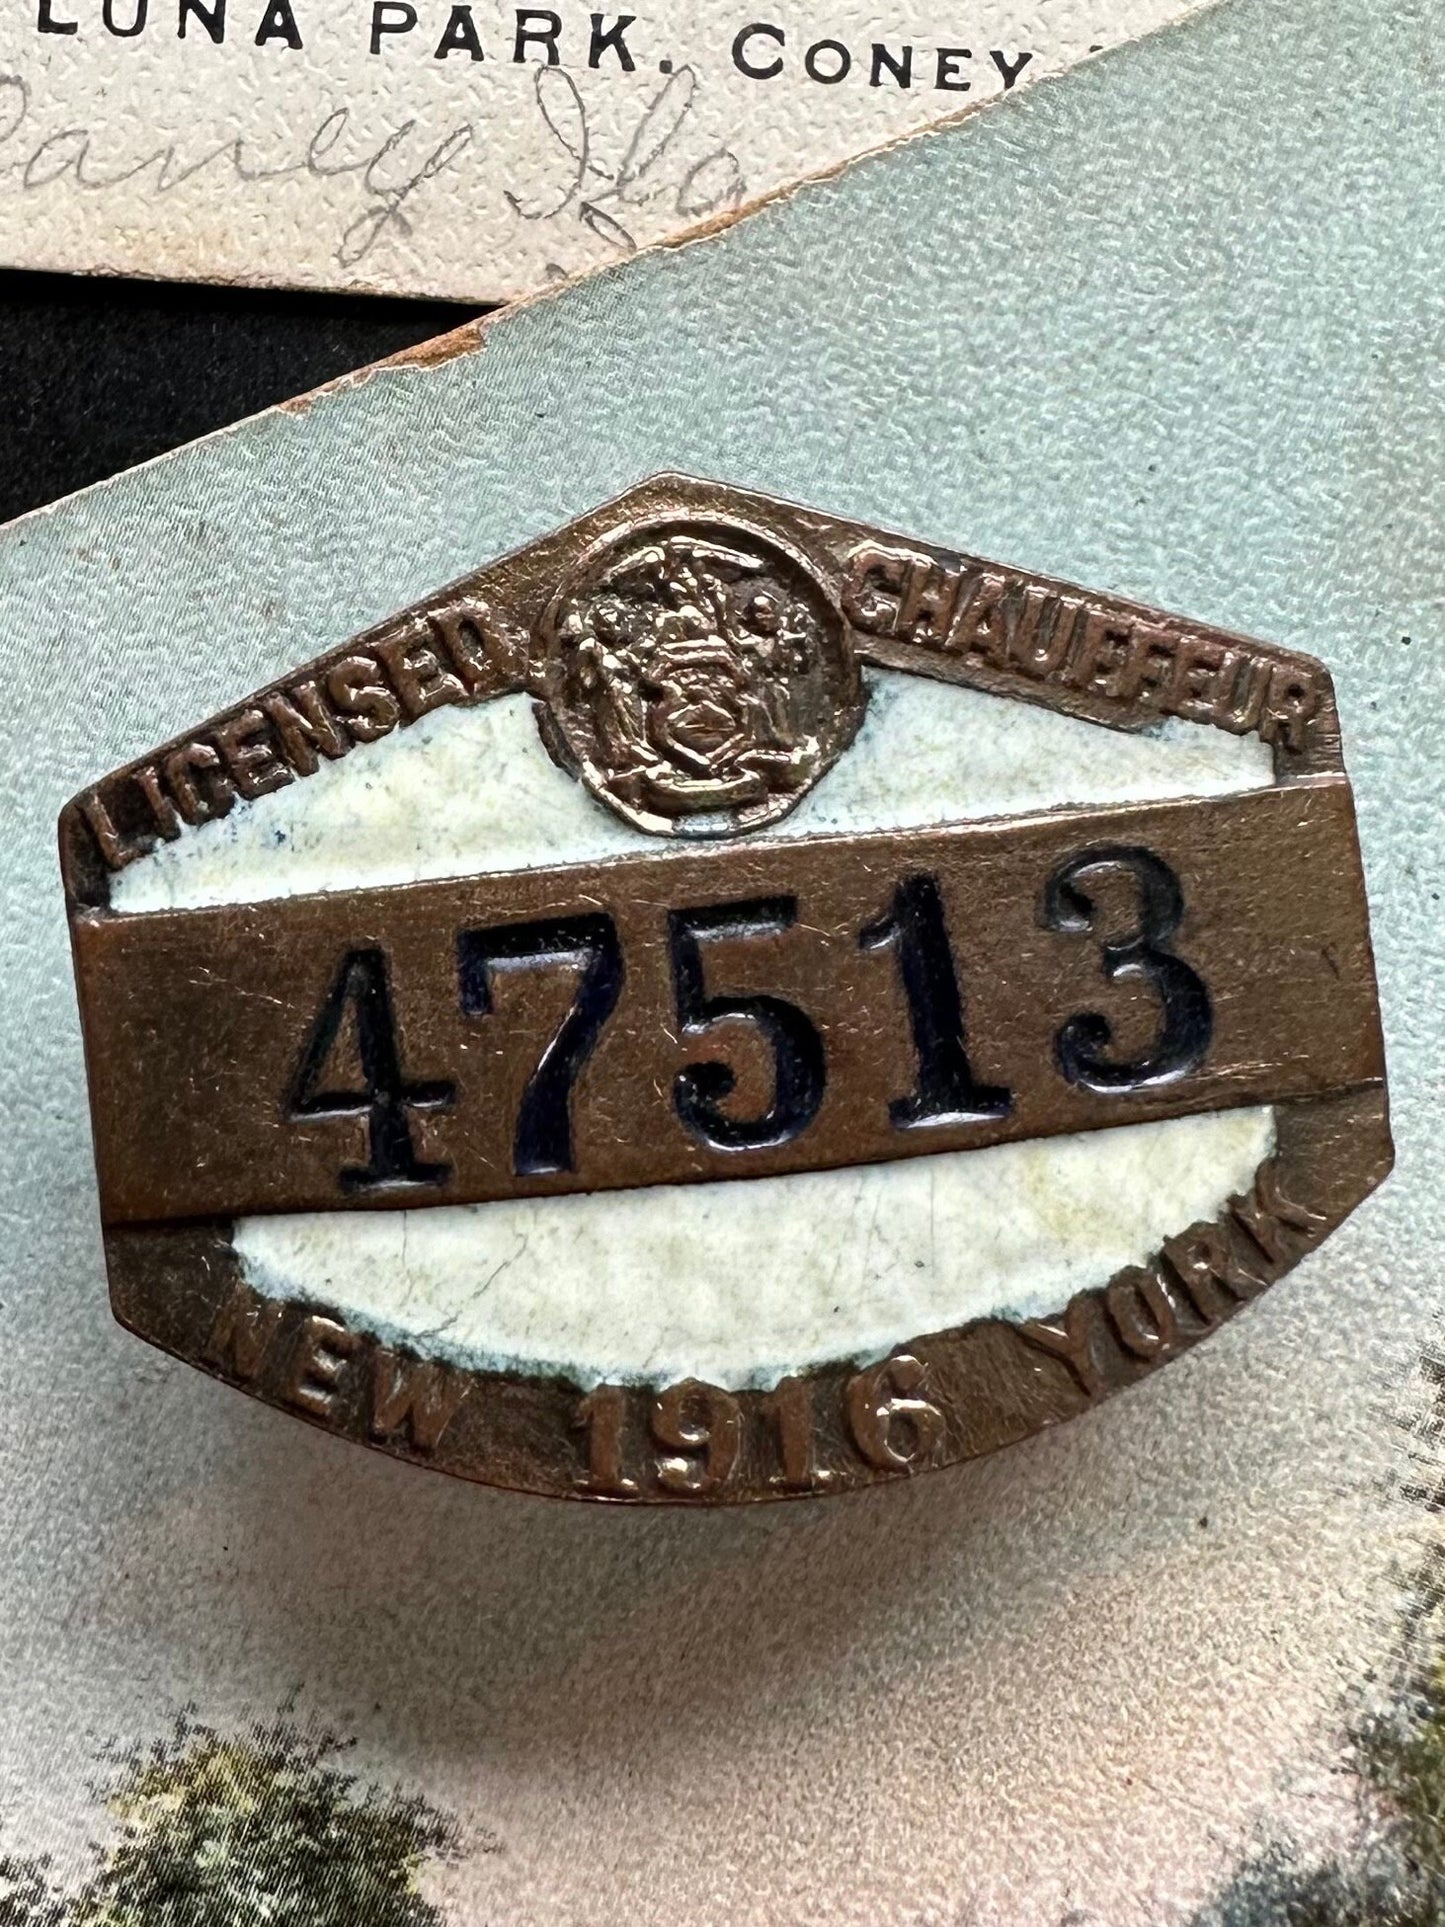 LUNA PARK, CONEY
LICENSED CHAUFFEUR
47513
NEW 1916 YORK